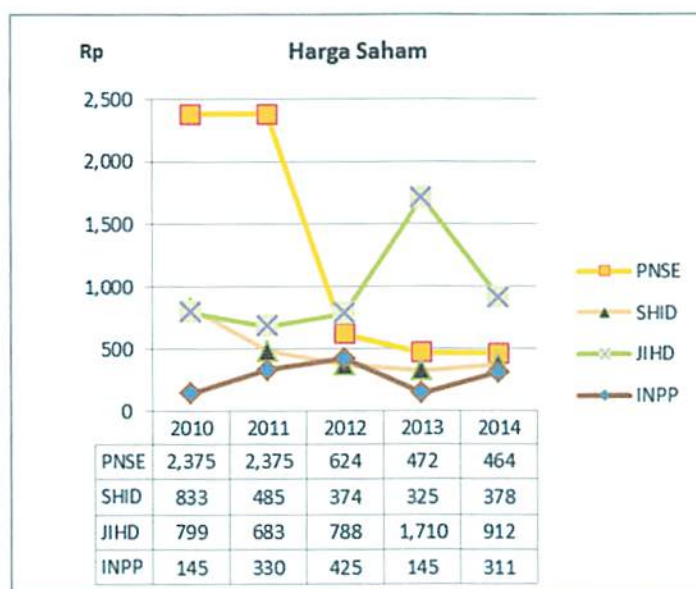 Rp Harga Saham
2,500
2,000
1,500
1,000
500
0
PNSE
SHID
JIHD
INPP
2010 2011 2012 2013 2014
PNSE 2,375 2,375 624 472 464
SHID 833 485 374 325 378
JIHD 799 683 788 1,710 912
INPP 145 330 425 145 311